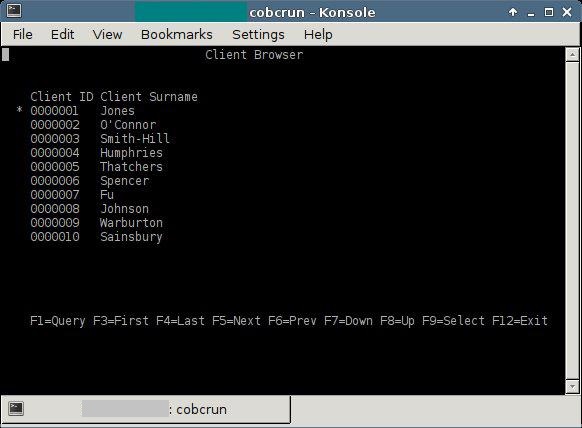 cobcrun - Konsole
File Edit View Bookmarks Settings Help
Client Browser
Client ID Client Surname
* 0000001 Jones
0000002 O'Connor
0000003 Smith-Hill
0000004 Humphries
0000005 Thatchers
0000006 Spencer
0000007 Fu
0000008 Johnson
0000009 Warburton
0000010 Sainsbury
F1=Query F3=First F4=Last F5=Next F6=Prev F7=Down F8=Up F9=Select F12=Exit
: cobcrun